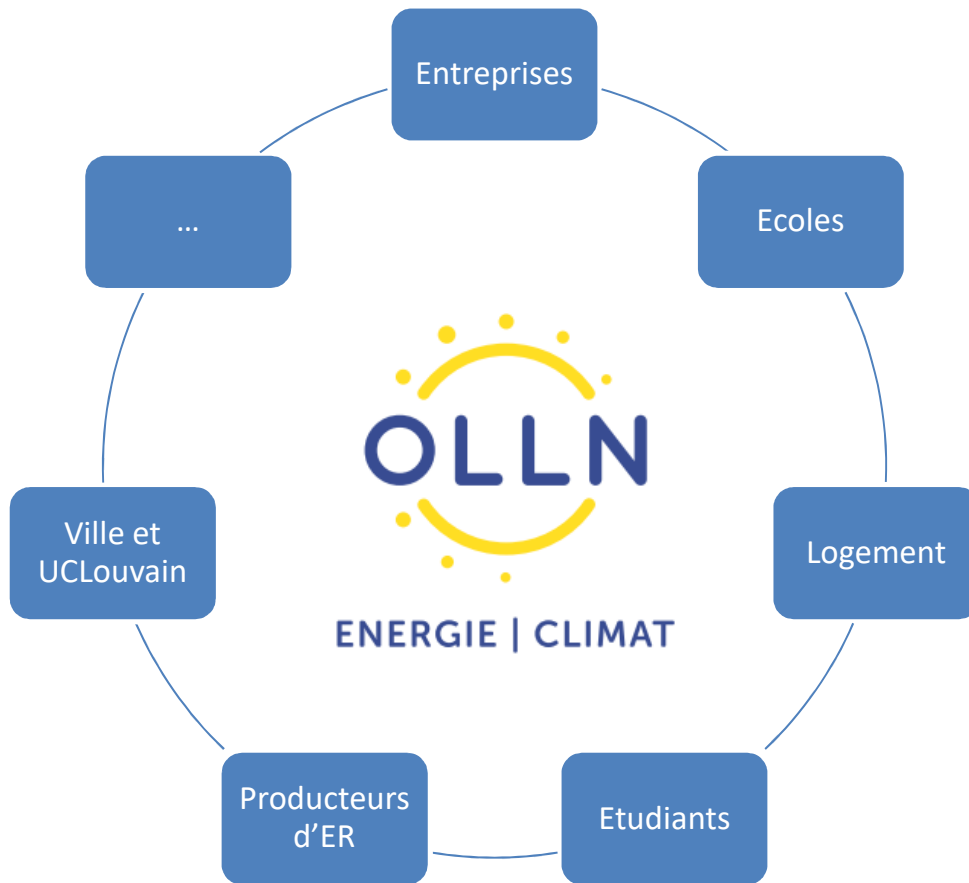 Entreprises
...
Ecoles
OLLN
ENERGIE | CLIMAT
Ville et
UCLouvain
Logement
Producteurs
d’ER
Etudiants